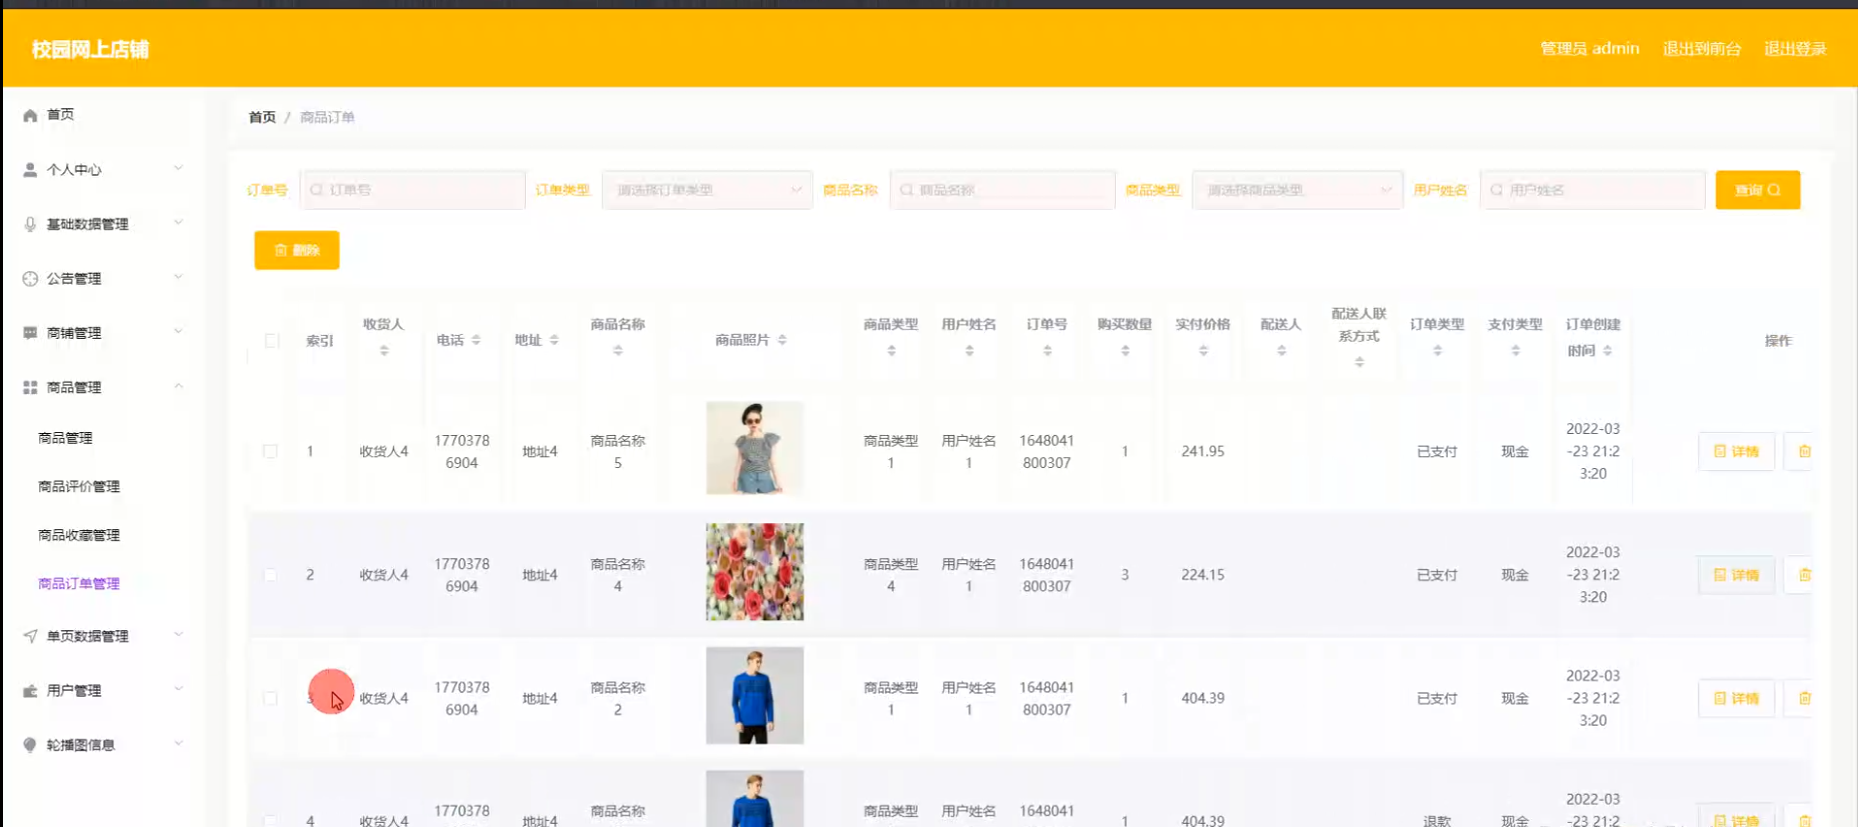 校园网上店铺
管理员 admin
退出到前台
退出登录
首页
个人中心
基础数据管理
公告管理
商铺管理
商品管理
商品管理
商品评价管理
商品收藏管理
商品订单管理
单页数据管理
用户管理
轮播图信息
首页 / 商品订单
订单号 订单号 订单类型 请选择订单类型 商品名称 商品名称 商品类型 请选择商品类型 用户姓名 用户姓名 查询
删除
索引 收货人 电话 地址 商品名称 商品照片 商品类型 用户姓名 订单号 购买数量 实付价格 配送人 配送人联系方式 订单类型 支付类型 订单创建时间 操作
1 收货人4 17703786904 地址4 商品名称5 商品类型1 用户姓名1 1648041800307 1 241.95 已支付 现金 2022-03-23 21:23:20 详情
2 收货人4 17703786904 地址4 商品名称4 商品类型4 用户姓名1 1648041800307 3 224.15 已支付 现金 2022-03-23 21:23:20 详情
3 收货人4 17703786904 地址4 商品名称2 商品类型1 用户姓名1 1648041800307 1 404.39 已支付 现金 2022-03-23 21:23:20 详情
4 收货人4 1770378 地址4 商品名称 商品类型 用户姓名 1648041 1 404.39 退款 现金 2022-03-23 21:2 详情